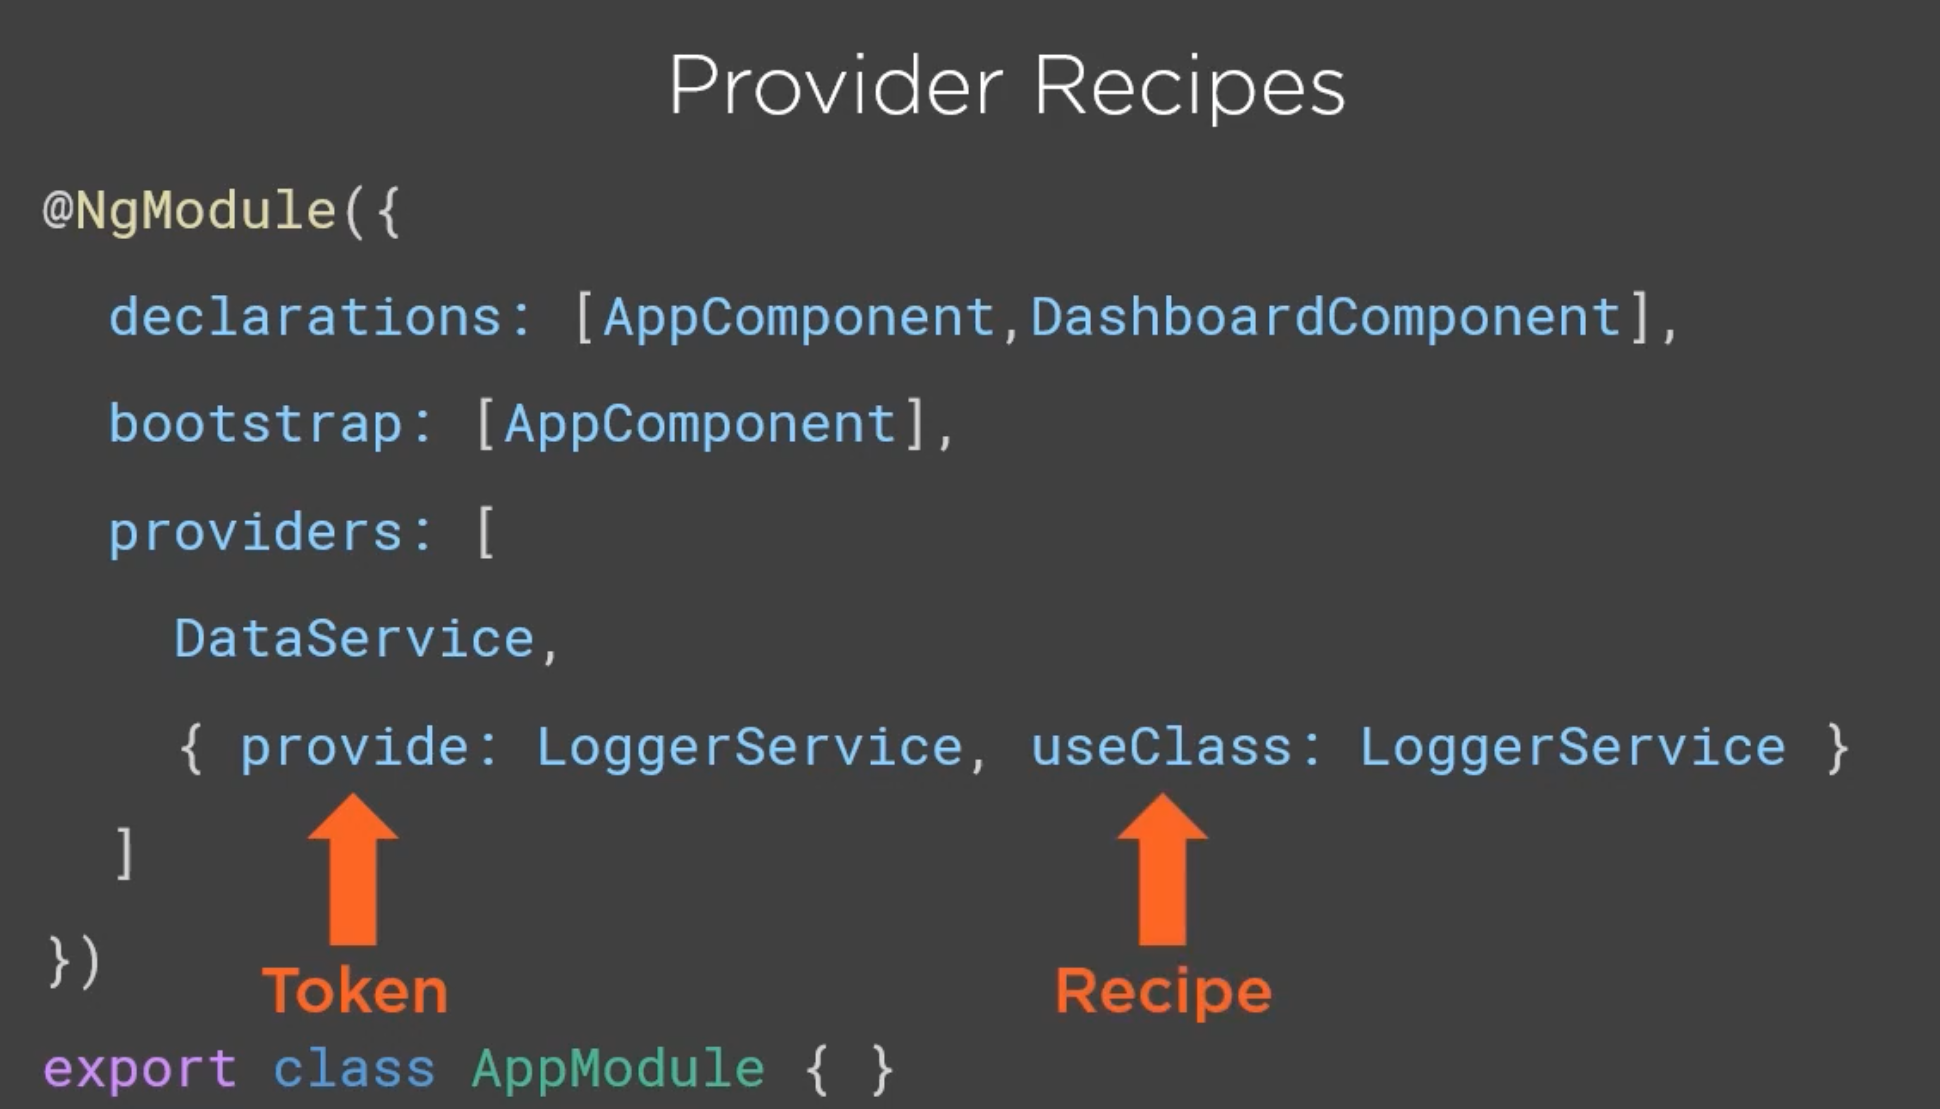 Provider Recipes
@NgModule({
declarations: [AppComponent,DashboardComponent],
bootstrap: [AppComponent],
providers: [
DataService,
{ provide: LoggerService, useClass: LoggerService }
]
})
Token
Recipe
export class AppModule { }